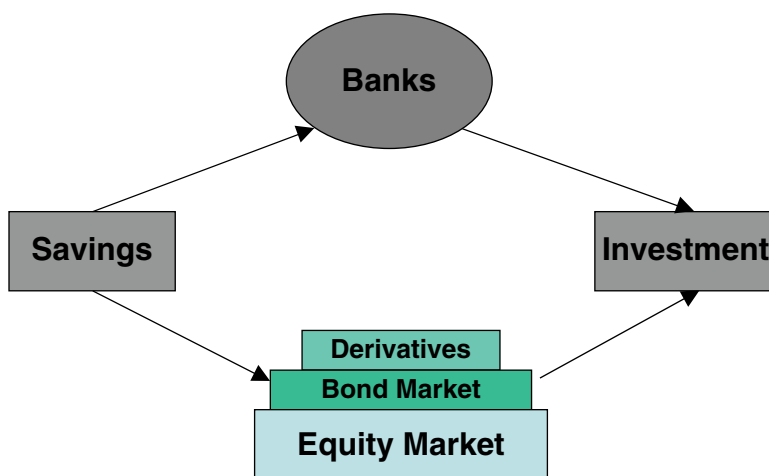 Banks
Savings
Investment
Derivatives
Bond Market
Equity Market